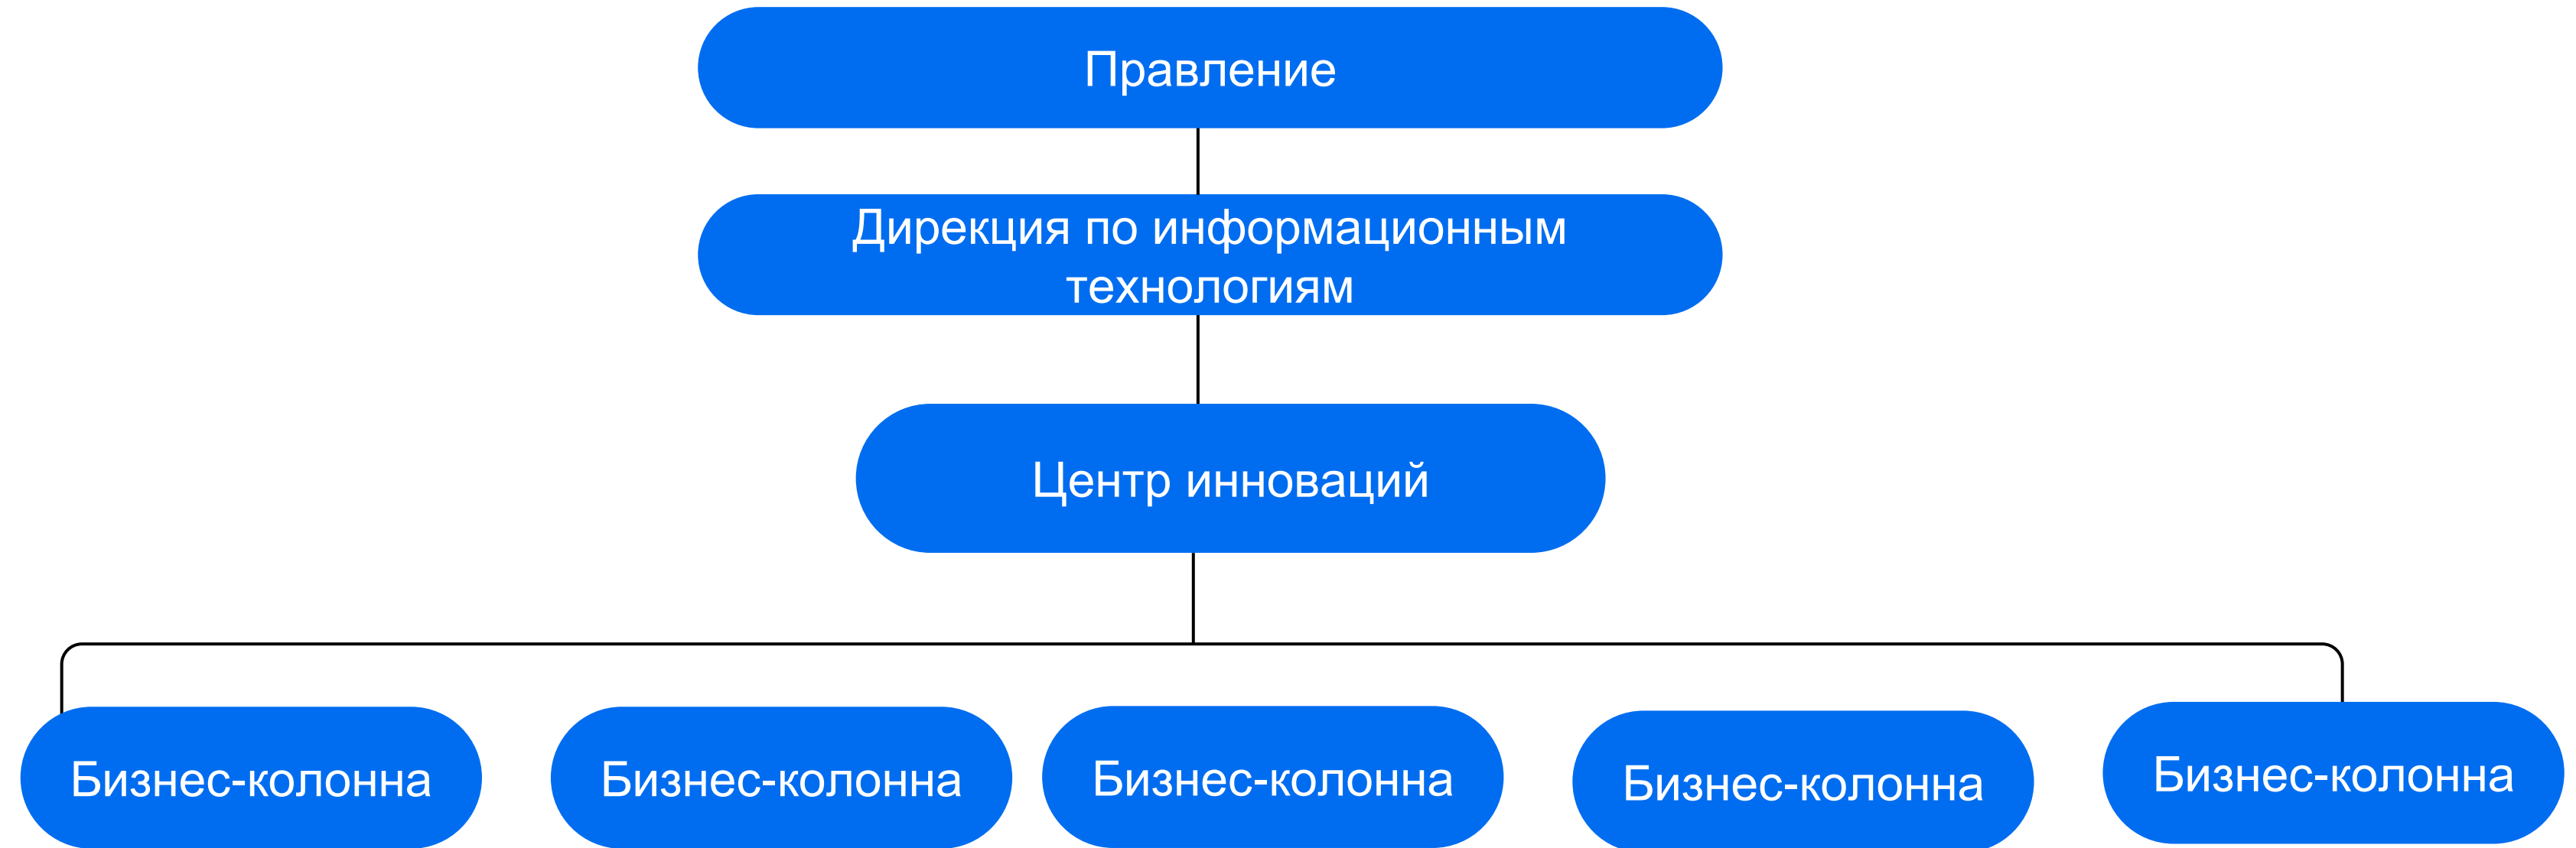 Правление
Дирекция по информационным
технологиям
Центр инноваций
Бизнес-колонна
Бизнес-колонна
Бизнес-колонна
Бизнес-колонна
Бизнес-колонна